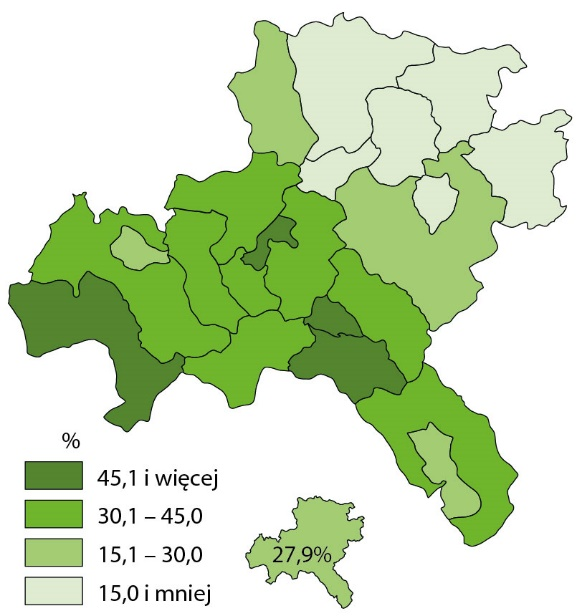 %
45,1 i więcej
30,1 – 45,0
15,1 – 30,0
15,0 i mniej
27,9%